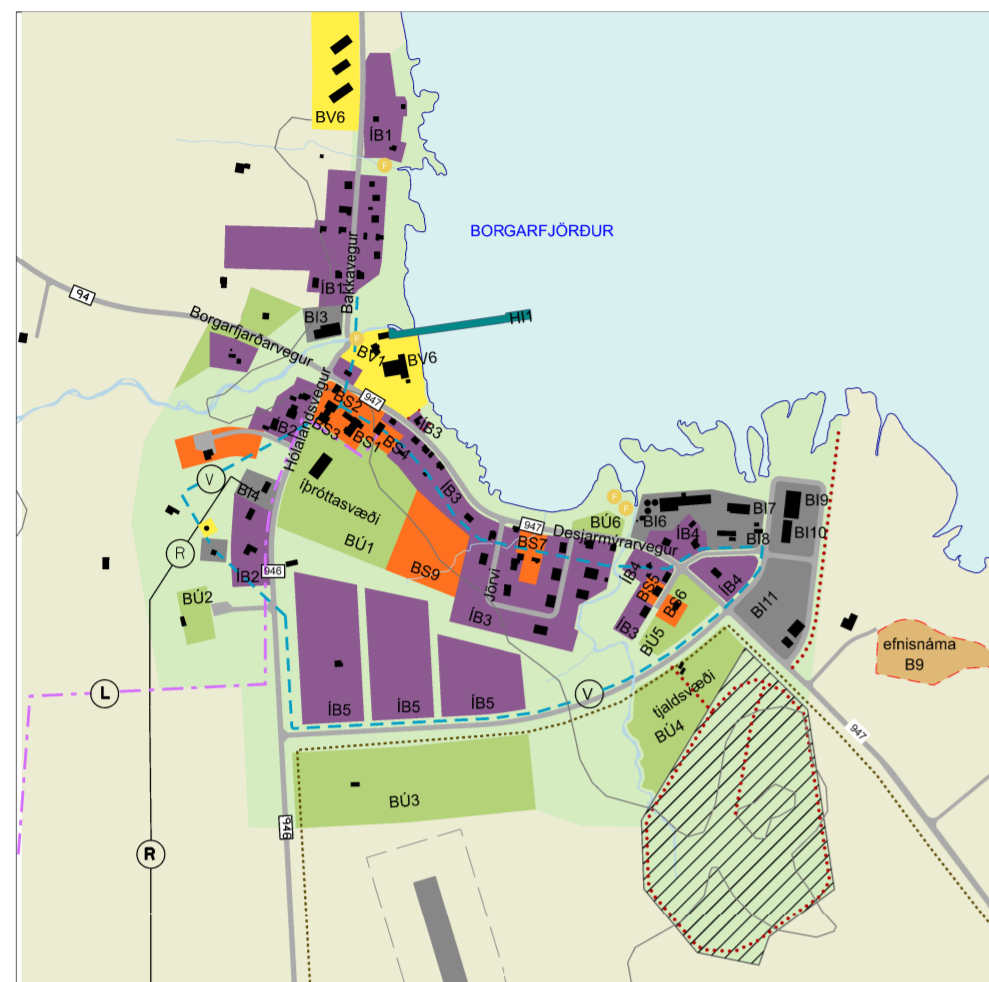 BV6
ÍB1
F
BORGARFJÖRÐUR
Bakkavegur
ÍB1
94
BI3
HI1
Borgarfjarðarvegur
F
BV1
BV6
947
BS2
ÍB3
Hólalandsvegur
ÍB2
BS3
BS1
BS4
V
BI4
íþróttasvæði
ÍB3
F
F
BI9
BÚ6
BI6
BI7
947
Desjarmýrarvegur
BI10
BI8
BÚ1
BS7
ÍB4
R
BS9
ÍB4
946
ÍB2
Jörvi
BS5
ÍB4
BÚ2
BS6
BI11
ÍB3
ÍB3
BÚ5
efnisnáma
B9
L
V
tjaldsvæði
ÍB5
ÍB5
ÍB5
BÚ4
947
BÚ3
946
R